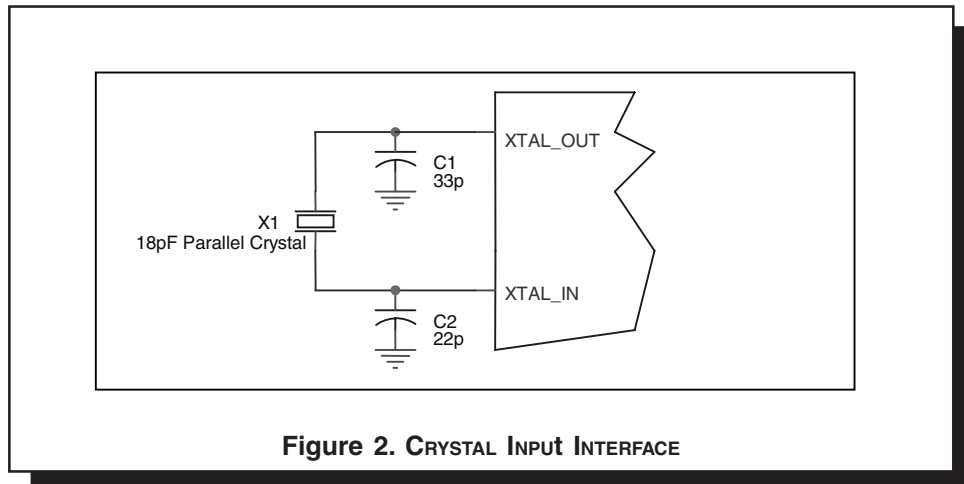 XTAL_OUT
C1
33p
X1
18pF Parallel Crystal
XTAL_IN
C2
22p
Figure 2. CRYSTAL INPUT INTERFACE